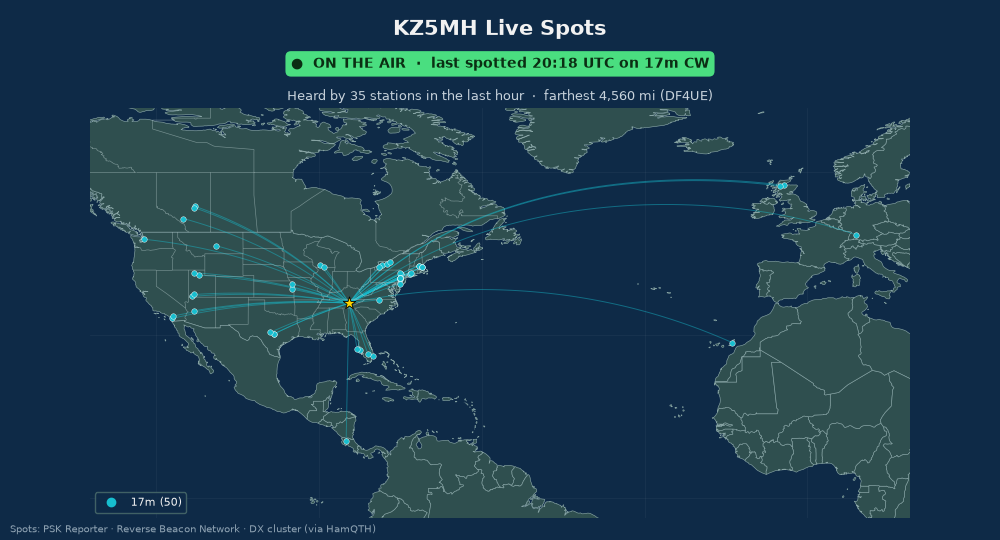 KZ5MH Live Spots
● ON THE AIR · last spotted 20:18 UTC on 17m CW
Heard by 35 stations in the last hour · farthest 4,560 mi (DF4UE)
17m (50)
Spots: PSK Reporter · Reverse Beacon Network · DX cluster (via HamQTH)